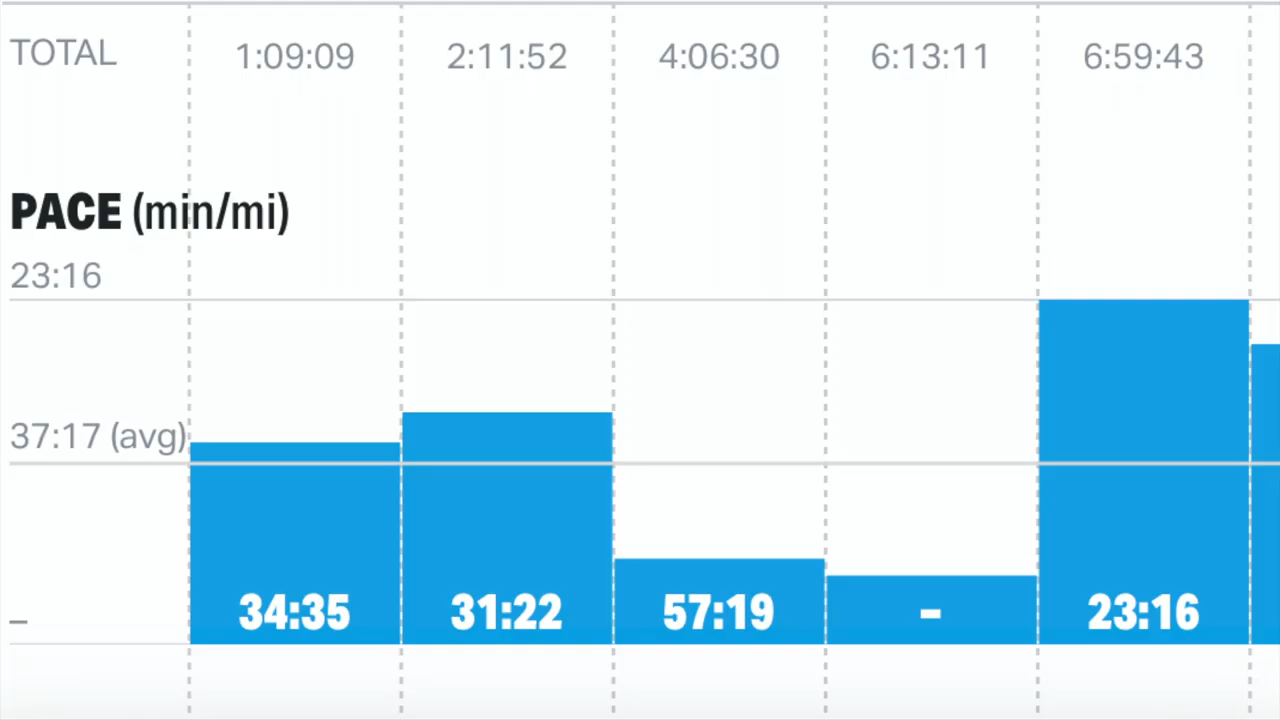 TOTAL 1:09:09 2:11:52 4:06:30 6:13:11 6:59:43
PACE (min/mi)
23:16
37:17 (avg)
– 34:35 31:22 57:19 - 23:16